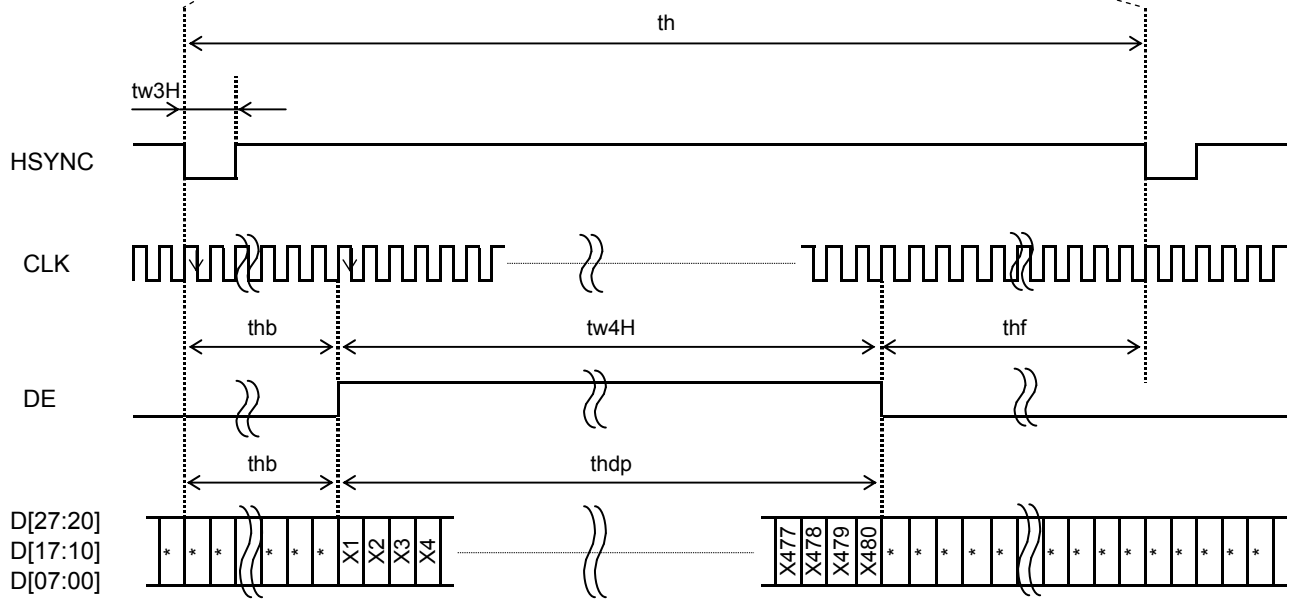 th
tw3H
HSYNC
CLK
thb tw4H thf
DE
thb thdp
D[27:20]
D[17:10]
D[07:00]
* * * * * * X1 X2 X3 X4 X477 X478 X479 X480 * * * * * * * * * * * * * *